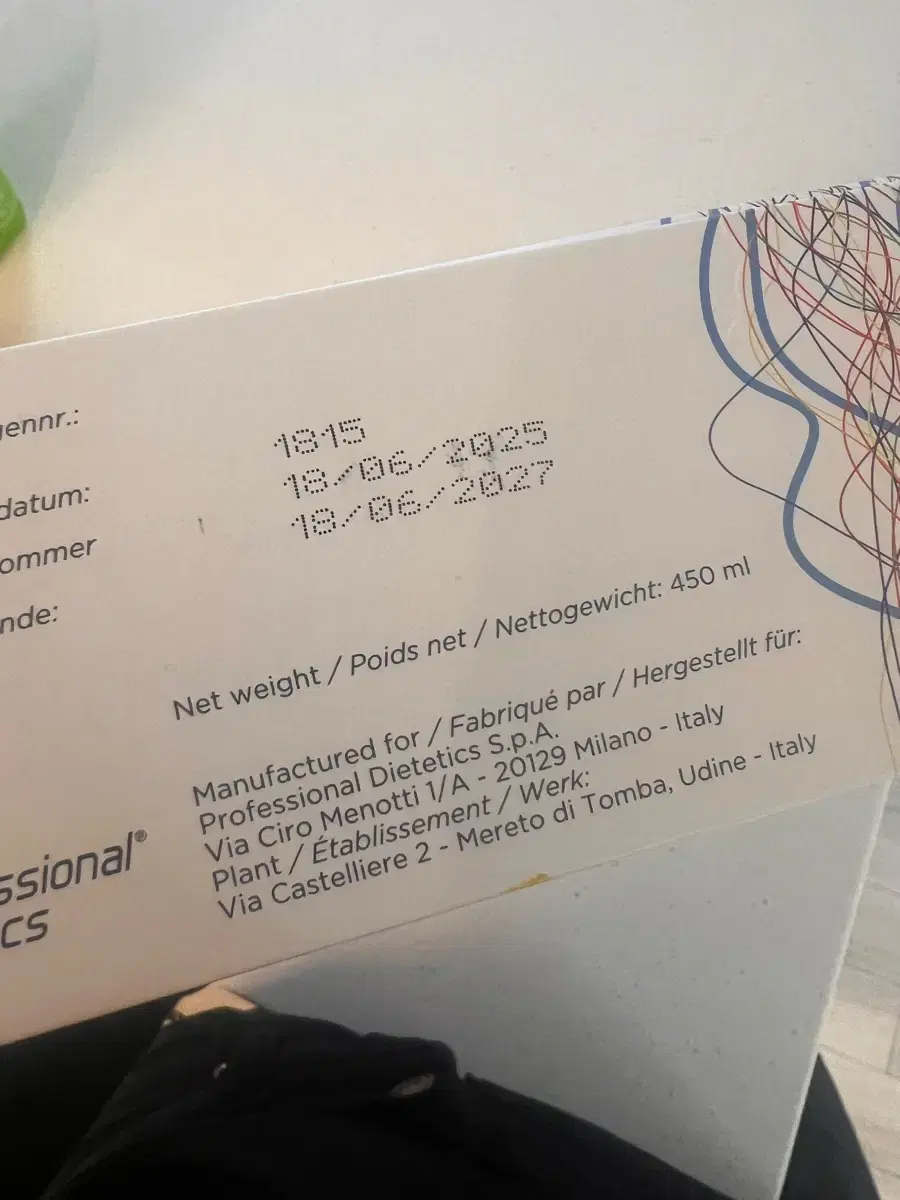 gennr.:
1815
datum:
18/06/2025
ommer
18/06/2027
nde:
Net weight / Poids net / Nettogewicht: 450 ml
Manufactured for / Fabriqué par / Hergestellt für:
Professional Dietetics S.p.A.
Via Ciro Menotti 1/A - 20129 Milano - Italy
Plant / Établissement / Werk:
Via Castelliere 2 - Mereto di Tomba, Udine - Italy
ssional®
cs